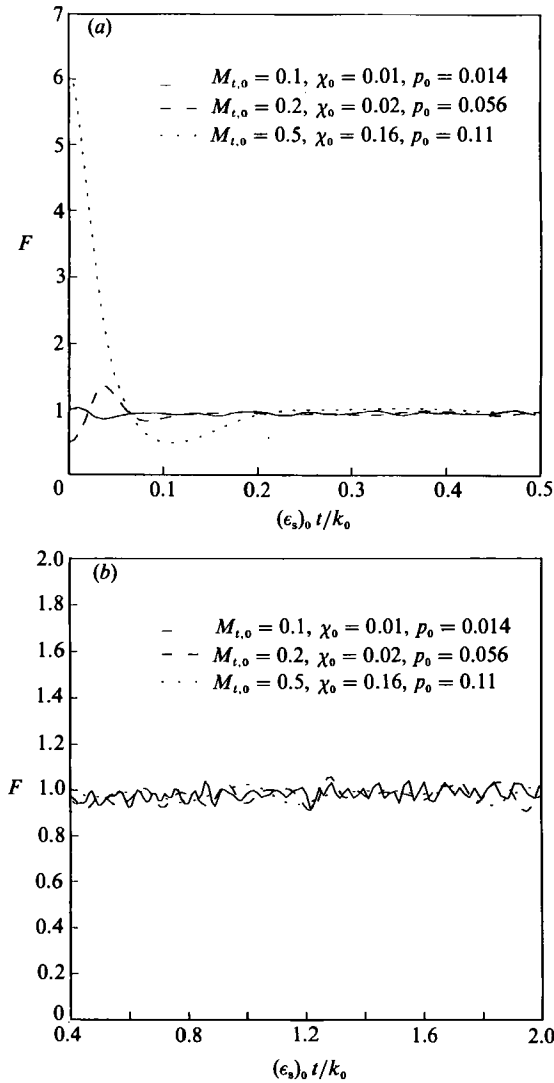 7
(a)
6
M_{t,0} = 0.1, χ_0 = 0.01, p_0 = 0.014
M_{t,0} = 0.2, χ_0 = 0.02, p_0 = 0.056
M_{t,0} = 0.5, χ_0 = 0.16, p_0 = 0.11
5
4
F
3
2
1
0 0.1 0.2 0.3 0.4 0.5
(ϵ_s)_0 t/k_0
2.0
(b)
1.8
M_{t,0} = 0.1, χ_0 = 0.01, p_0 = 0.014
M_{t,0} = 0.2, χ_0 = 0.02, p_0 = 0.056
M_{t,0} = 0.5, χ_0 = 0.16, p_0 = 0.11
1.6
1.4
1.2
F
1.0
0.8
0.6
0.4
0.2
0
0.4 1.2 1.6 2.0
(ϵ_s)_0 t/k_0